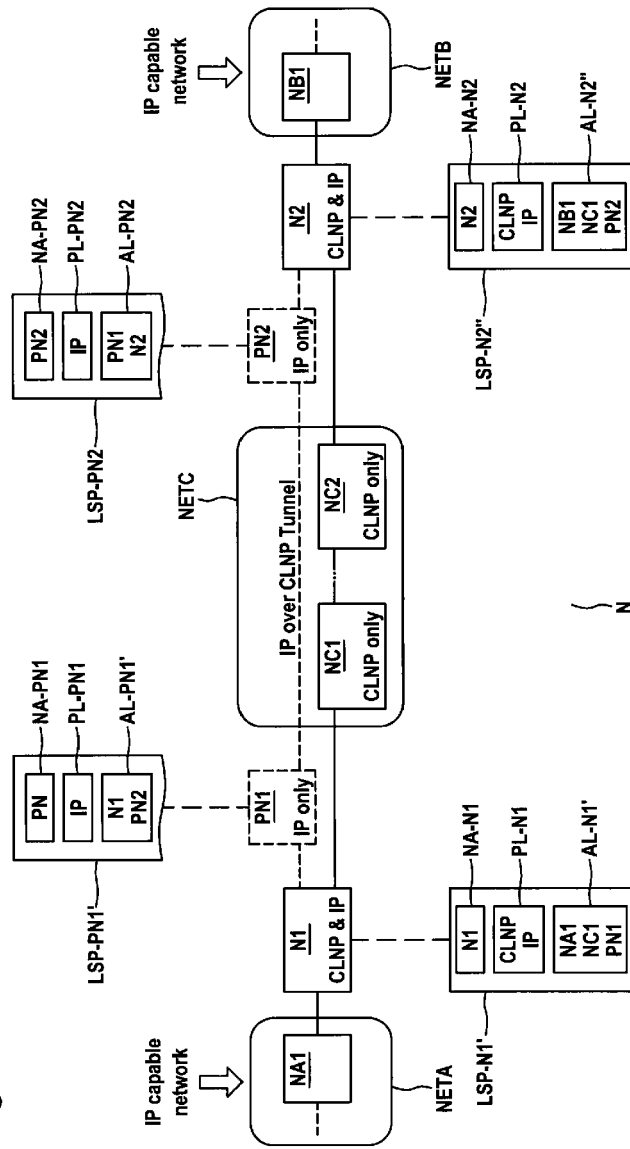 LSP-PN1'
PN
NA-PN1
IP
PL-PN1
N1
PN2
AL-PN1'
LSP-PN2
PN2
NA-PN2
IP
PL-PN2
PN1
N2
AL-PN2
IP capable
network
NETC
IP capable
network
NA1
N1
CLNP & IP
PN1
IP only
IP over CLNP Tunnel
NC1
CLNP only
NC2
CLNP only
PN2
IP only
N2
CLNP & IP
NB1
NETA
NETB
LSP-N1'
N1
NA-N1
CLNP
IP
PL-N1
NA1
NC1
PN1
AL-N1'
N
LSP-N2''
N2
NA-N2
CLNP
IP
PL-N2
NB1
NC1
PN2
AL-N2''